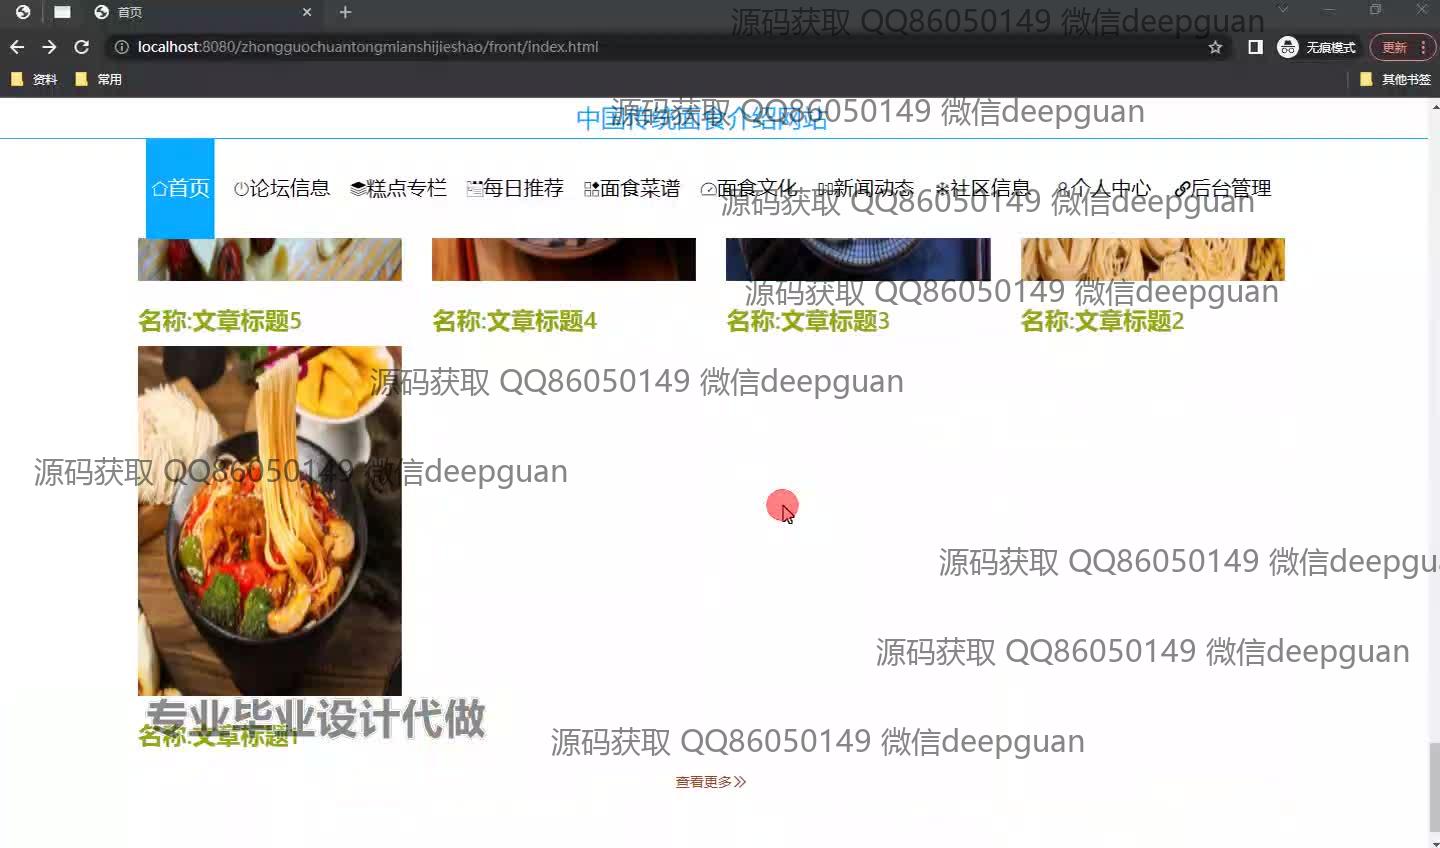 首页
源码获取 QQ86050149 微信deepguan
localhost:8080/zhongguochuantongmianshijieshao/front/index.html
无痕模式
更新
资料
常用
其他书签
中国传统面食介绍网站
源码获取 QQ86050149 微信deepguan
首页 论坛信息 糕点专栏 每日推荐 面食菜谱 面食文化 新闻动态 社区信息 个人中心 后台管理
源码获取 QQ86050149 微信deepguan
源码获取 QQ86050149 微信deepguan
名称:文章标题5 名称:文章标题4 名称:文章标题3 名称:文章标题2
源码获取 QQ86050149 微信deepguan
源码获取 QQ86050149 微信deepguan
源码获取 QQ86050149 微信deepgu
源码获取 QQ86050149 微信deepguan
专业毕业设计代做
名称:文章标题1
源码获取 QQ86050149 微信deepguan
查看更多